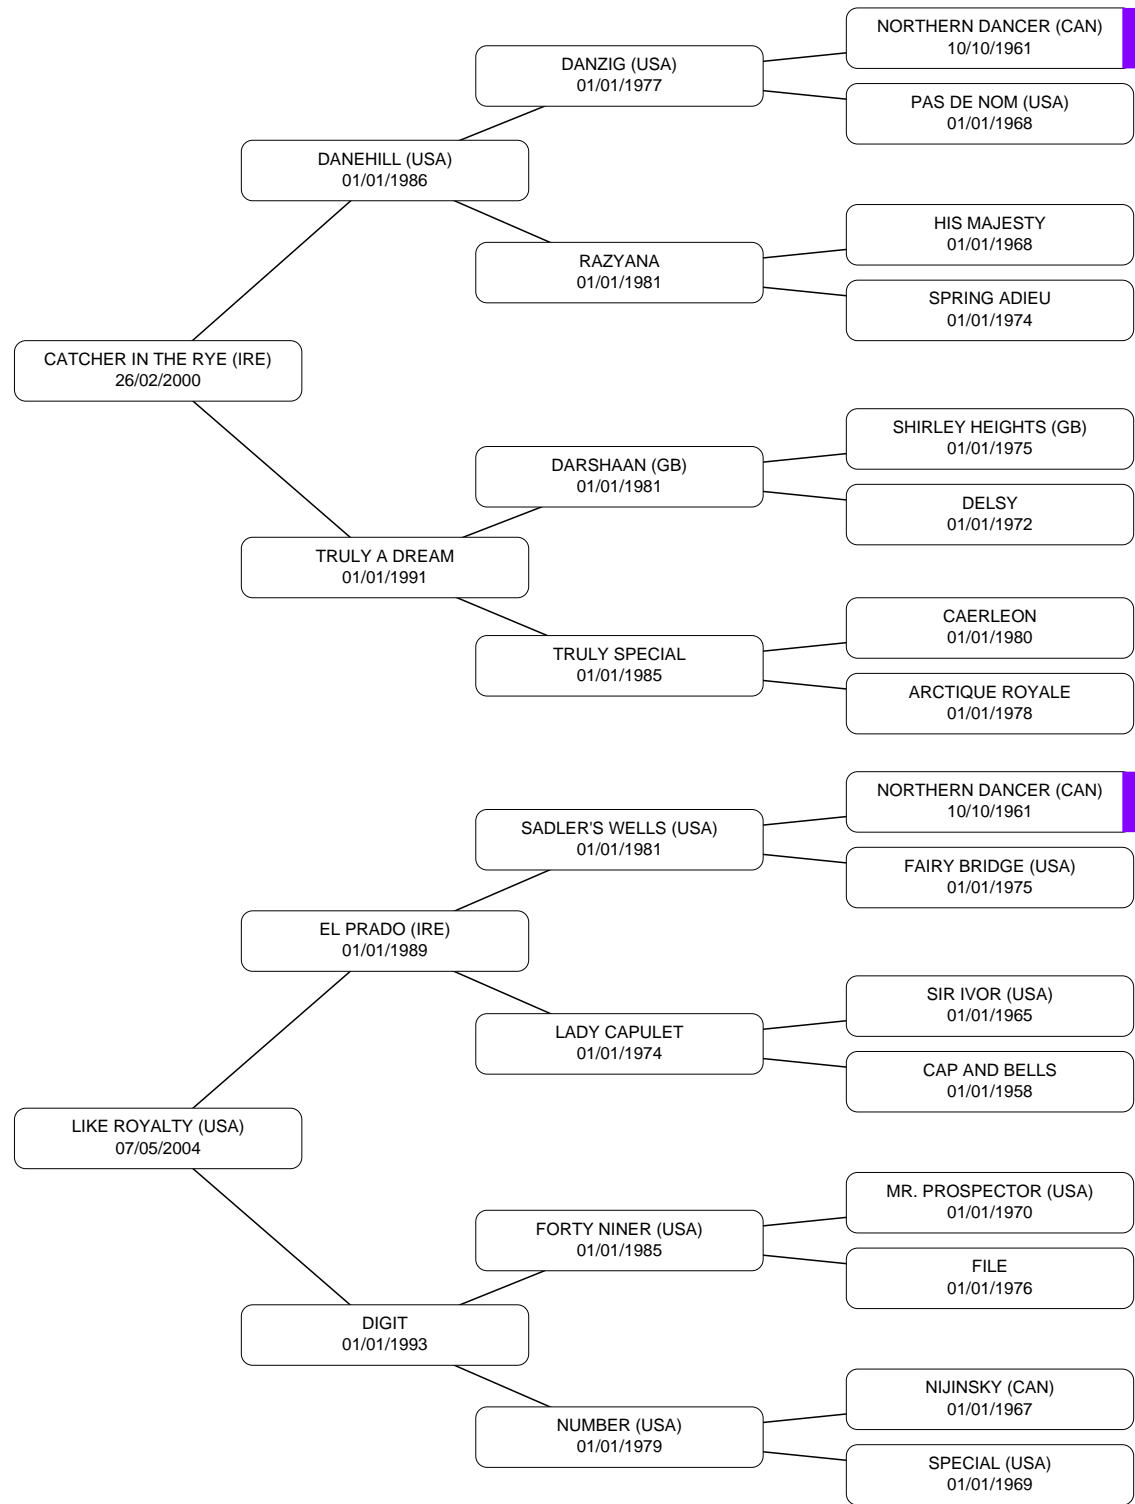 NORTHERN DANCER (CAN)
10/10/1961
DANZIG (USA)
01/01/1977
PAS DE NOM (USA)
01/01/1968
DANEHILL (USA)
01/01/1986
HIS MAJESTY
01/01/1968
RAZYANA
01/01/1981
SPRING ADIEU
01/01/1974
CATCHER IN THE RYE (IRE)
26/02/2000
SHIRLEY HEIGHTS (GB)
01/01/1975
DARSHAAN (GB)
01/01/1981
DELSY
01/01/1972
TRULY A DREAM
01/01/1991
CAERLEON
01/01/1980
TRULY SPECIAL
01/01/1985
ARCTIQUE ROYALE
01/01/1978
NORTHERN DANCER (CAN)
10/10/1961
SADLER'S WELLS (USA)
01/01/1981
FAIRY BRIDGE (USA)
01/01/1975
EL PRADO (IRE)
01/01/1989
SIR IVOR (USA)
01/01/1965
LADY CAPULET
01/01/1974
CAP AND BELLS
01/01/1958
LIKE ROYALTY (USA)
07/05/2004
MR. PROSPECTOR (USA)
01/01/1970
FORTY NINER (USA)
01/01/1985
FILE
01/01/1976
DIGIT
01/01/1993
NIJINSKY (CAN)
01/01/1967
NUMBER (USA)
01/01/1979
SPECIAL (USA)
01/01/1969